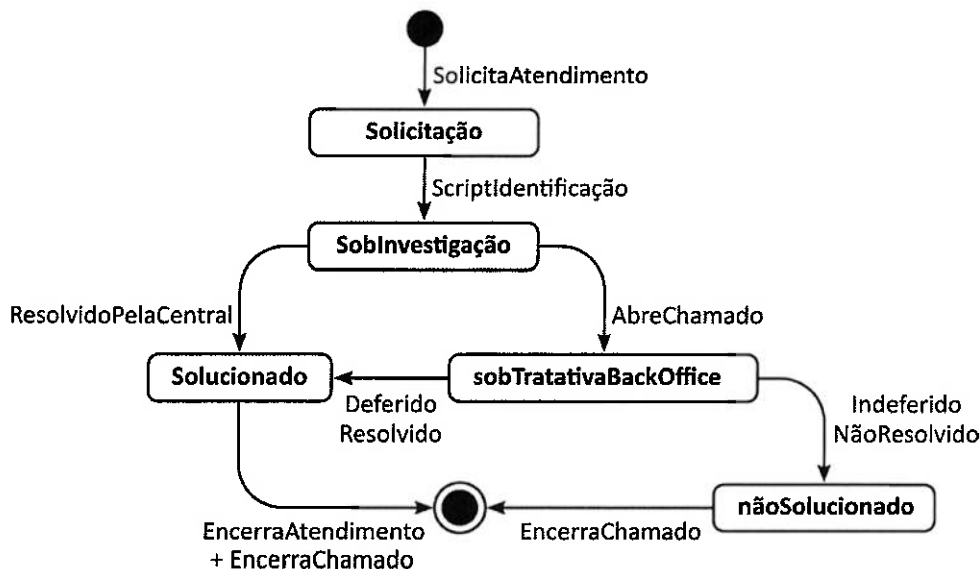 SolicitaAtendimento
Solicitação
ScriptIdentificação
SobInvestigação
ResolvidoPelaCentral
AbreChamado
Solucionado
sobTratativaBackOffice
Deferido
Resolvido
Indeferido
NãoResolvido
nãoSolucionado
EncerraAtendimento
+ EncerraChamado
EncerraChamado